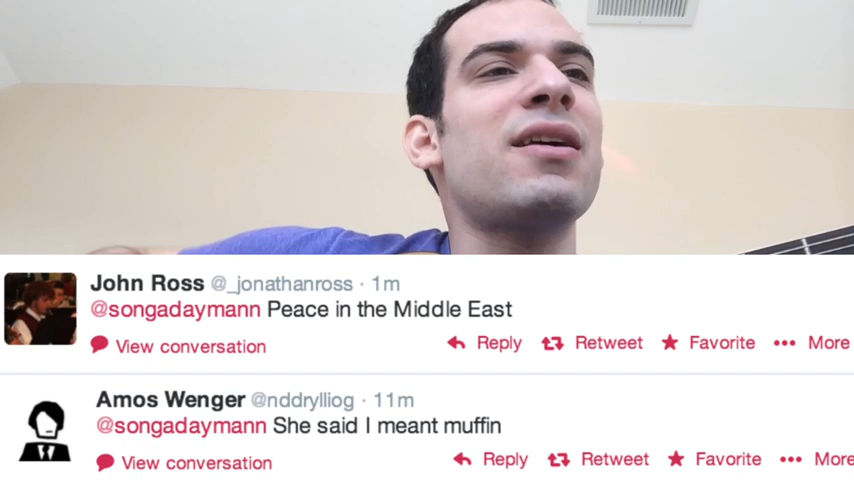 John Ross @_jonathanross · 1m
@songadaymann Peace in the Middle East
View conversation Reply Retweet Favorite More
Amos Wenger @nddrylliog · 11m
@songadaymann She said I meant muffin
View conversation Reply Retweet Favorite More